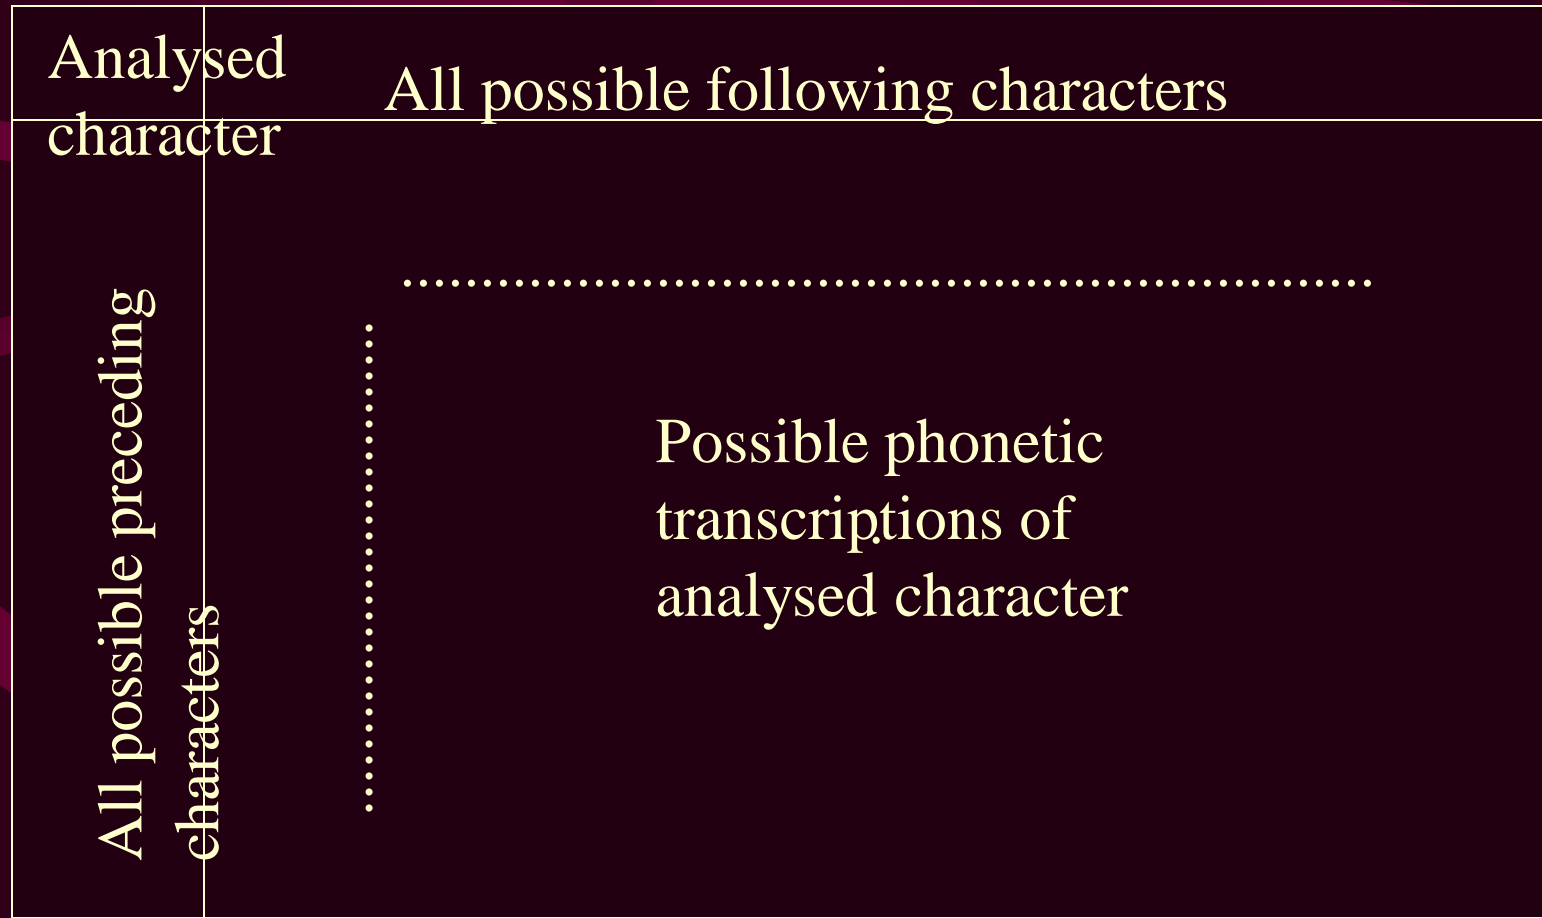 Analysed
character
All possible following characters
All possible preceding
characters
............................................................
...............................
Possible phonetic
transcriptions of
analysed character
.